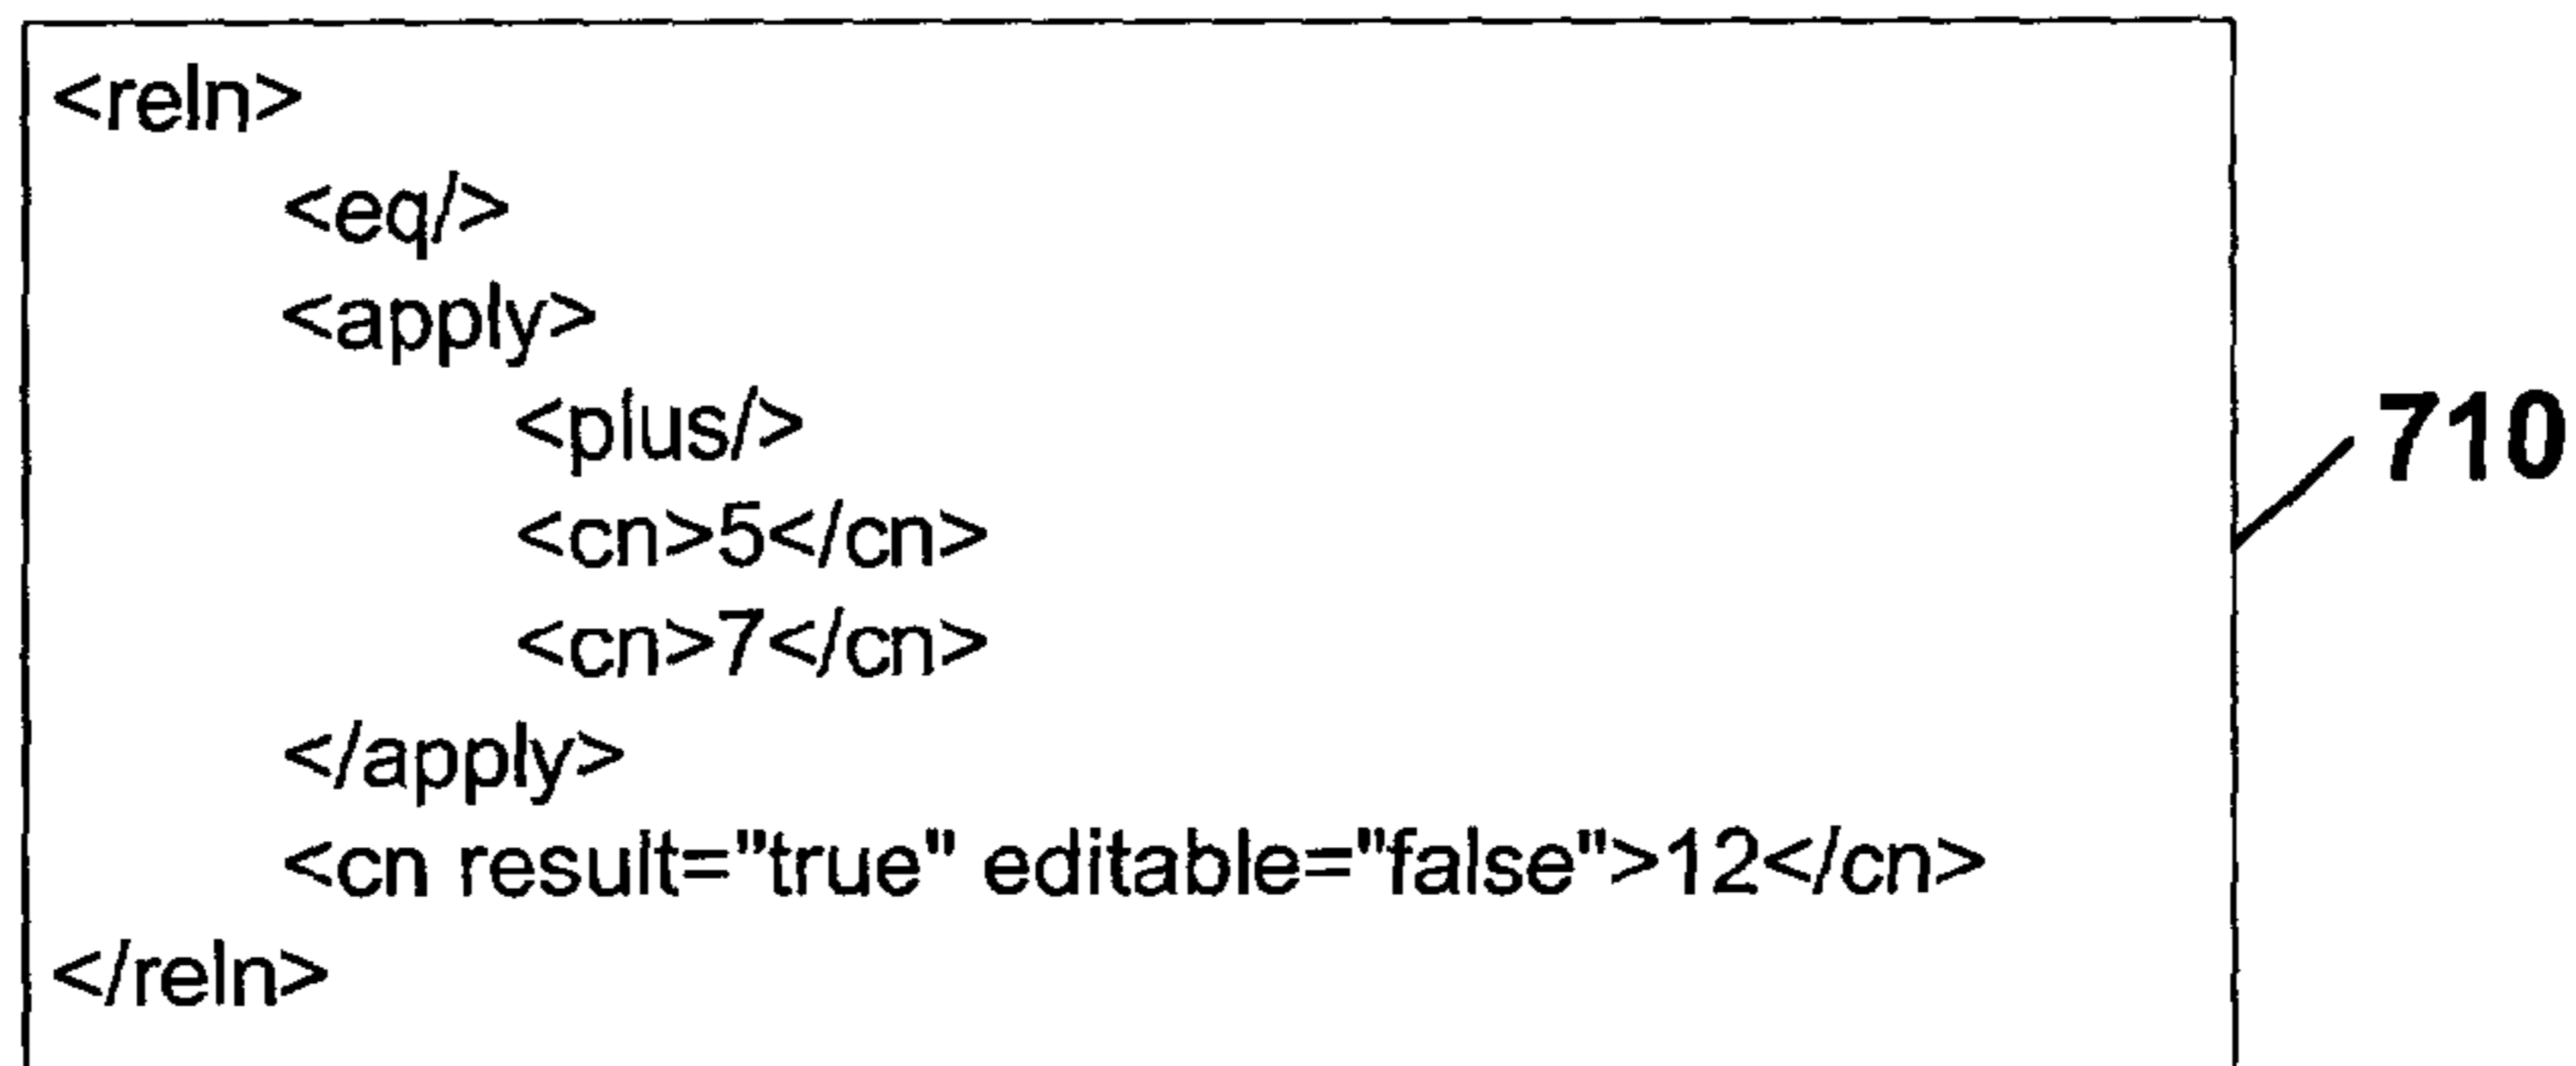 <reln>
<eq/>
<apply>
<plus/>
<cn>5</cn>
<cn>7</cn>
</apply>
<cn result="true" editable="false">12</cn>
</reln>
710